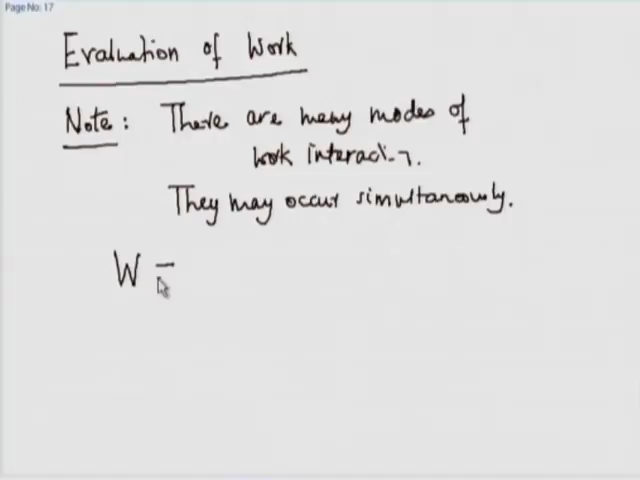 Page No: 17
Evaluation of Work
Note: There are many modes of
work interaction.
They may occur simultaneously.
W –